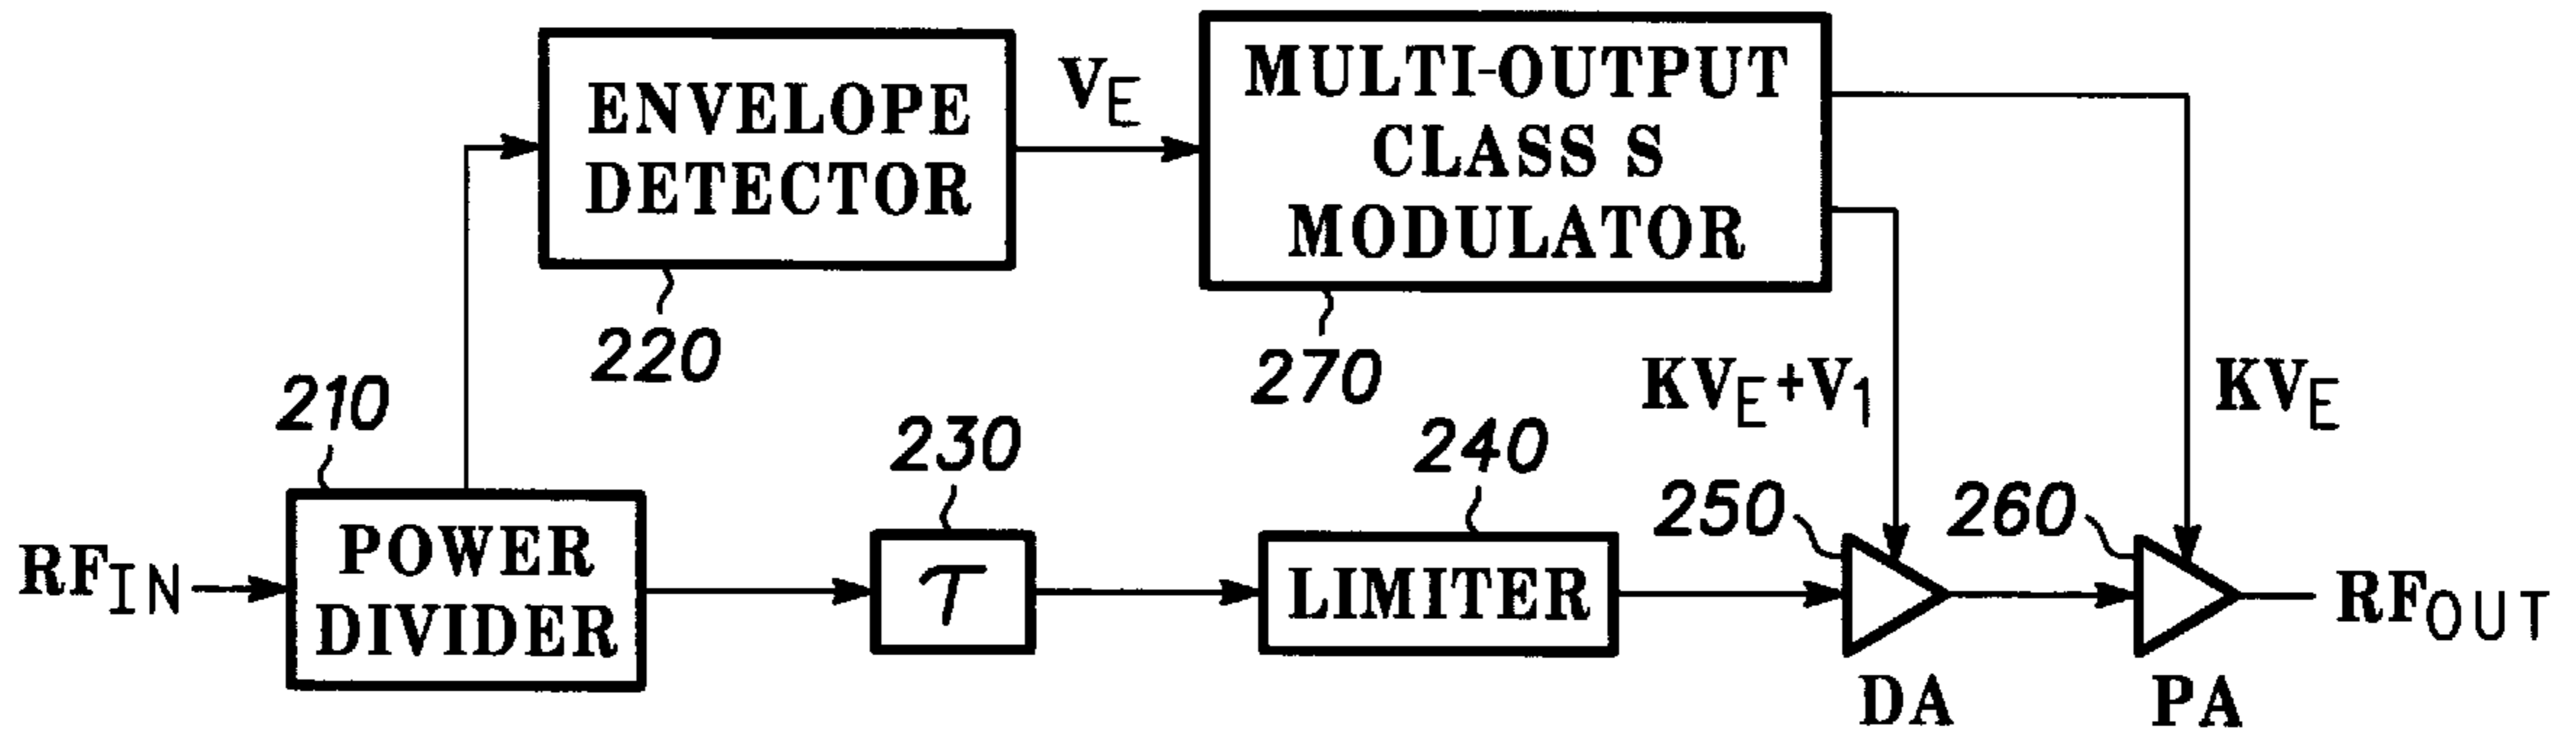 ENVELOPE
DETECTOR
V_E
MULTI-OUTPUT
CLASS S
MODULATOR
220
270
210
230
240
KV_E+V_1
KV_E
250
260
RF_IN
POWER
DIVIDER
τ
LIMITER
RF_OUT
DA
PA